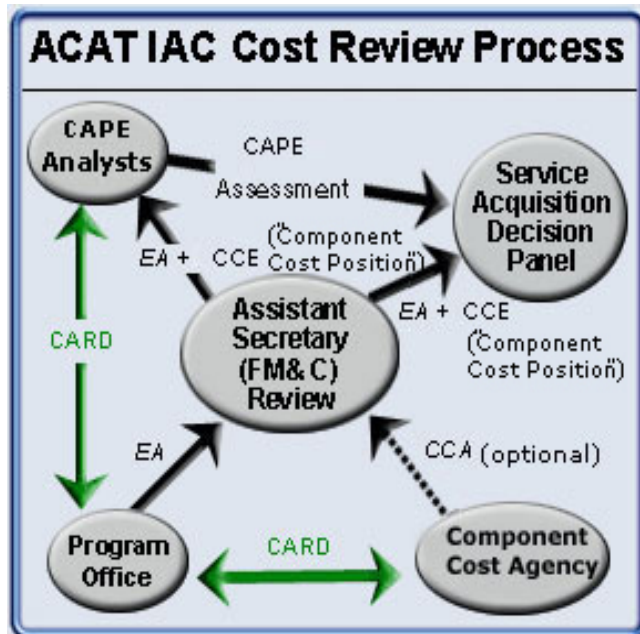 ACAT IAC Cost Review Process
CAPE
Analysts
CAPE
Assessment
Service
Acquisition
Decision
Panel
EA + CCE
("Component
Cost Position")
EA + CCE
("Component
Cost Position")
Assistant
Secretary
(FM& C)
Review
CARD
EA
CCA (optional)
Program
Office
CARD
Component
Cost Agency